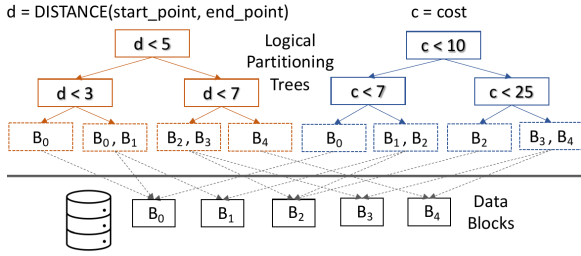 d = DISTANCE(start_point, end_point)
c = cost
Logical
Partitioning
Trees
d < 5
c < 10
d < 3
d < 7
c < 7
c < 25
B₀
B₀, B₁
B₂, B₃
B₄
B₀
B₁, B₂
B₂
B₃, B₄
B₀
B₁
B₂
B₃
B₄
Data
Blocks